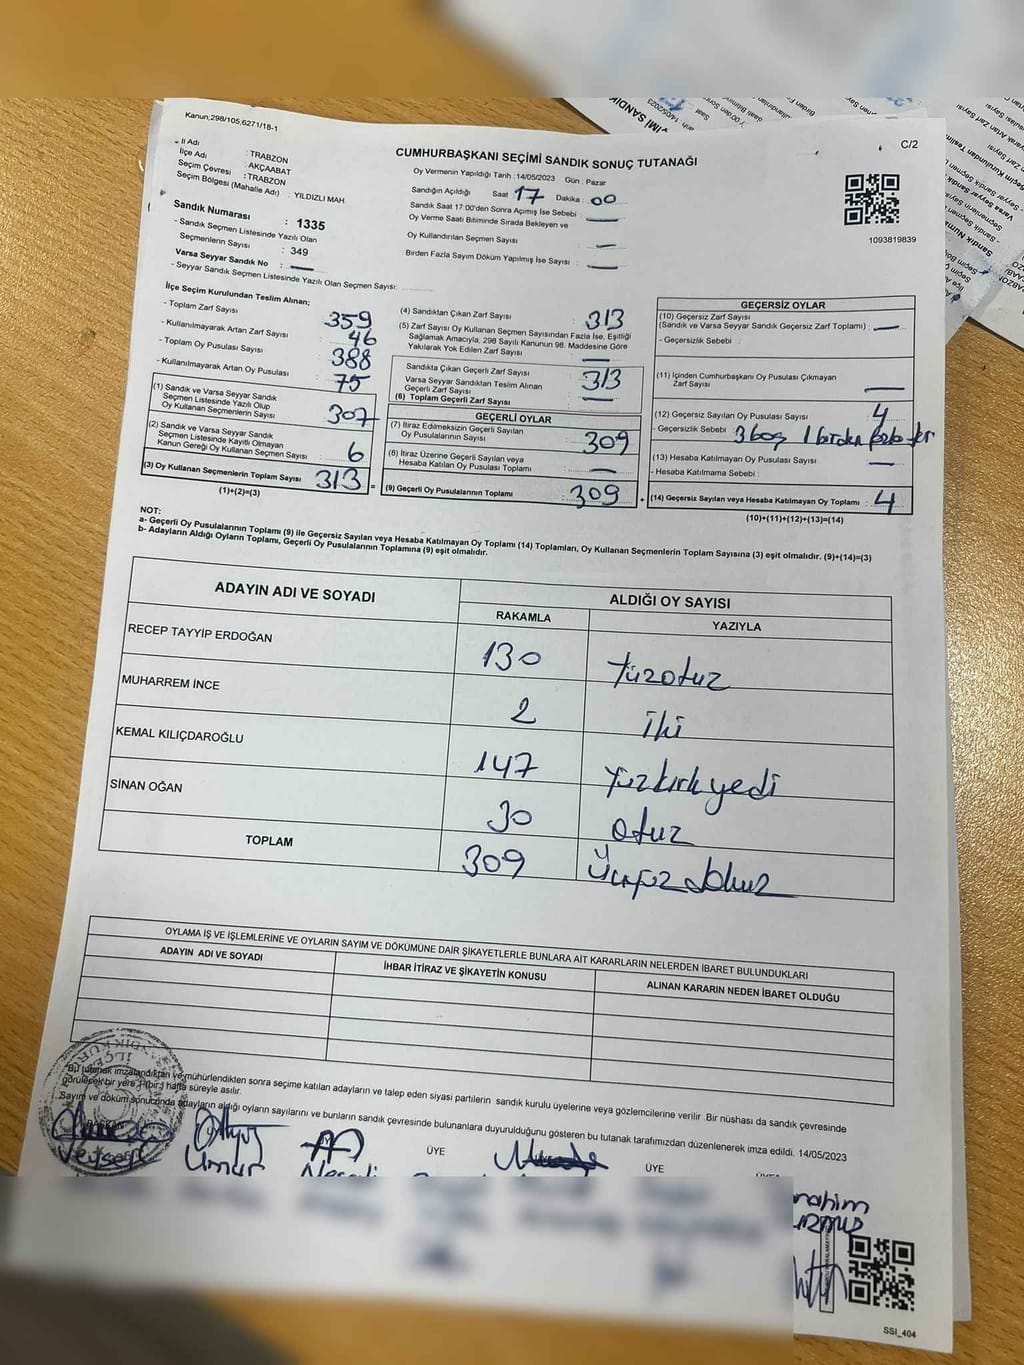 Kanun;298/105,6271/18-1
C/2
CUMHURBAŞKANI SEÇİMİ SANDIK SONUÇ TUTANAĞI
İl Adı : TRABZON
İlçe Adı : AKÇAABAT
Seçim Çevresi : TRABZON
Seçim Bölgesi (Mahalle Adı) : YILDIZLI MAH.
Sandık Numarası : 1335
- Sandık Seçmen Listesinde Yazılı Olan
Seçmenlerin Sayısı : 349
Varsa Seyyar Sandık No :
- Seyyar Sandık Seçmen Listesinde Yazılı Olan Seçmen Sayısı:
Oy Vermenin Yapıldığı Tarih : 14/05/2023 Gün : Pazar
Sandığın Açıldığı Saat 17 Dakika : 00
Sandık Saat 17:00'den Sonra Açımış İse Sebebi
Oy Verme Saati Bitiminde Sırada Bekleyen ve
Oy Kullandırılan Seçmen Sayısı
Birden Fazla Sayım Döküm Yapılmış İse Sayısı :
1093819839
İlçe Seçim Kurulundan Teslim Alınan;
- Toplam Zarf Sayısı : 359
- Kullanılmayarak Artan Zarf Sayısı : 46
- Toplam Oy Pusulası Sayısı : 388
- Kullanılmayarak Artan Oy Pusulası : 75
(1) Sandık ve Varsa Seyyar Sandık
Seçmen Listesinde Yazılı Olup
Oy Kullanan Seçmenlerin Sayısı : 307
(2) Sandık ve Varsa Seyyar Sandık
Seçmen Listesinde Kayıtlı Olmayan
Kanun Gereği Oy Kullanan Seçmen Sayısı : 6
(3) Oy Kullanan Seçmenlerin Toplam Sayısı : 313 =
(1)+(2)=(3)
(4) Sandıktan Çıkan Zarf Sayısı : 313
(5) Zarf Sayısı Oy Kullanan Seçmen Sayısından Fazla İse, Eşitliği
Sağlamak Amacıyla, 298 Sayılı Kanunun 98. Maddesine Göre
Yakılarak Yok Edilen Zarf Sayısı :
Sandıkta Çıkan Geçerli Zarf Sayısı : 313
Varsa Seyyar Sandıktan Teslim Alınan
Geçerli Zarf Sayısı :
(6) Toplam Geçerli Zarf Sayısı :
GEÇERLİ OYLAR
(7) İtiraz Edilmeksizin Geçerli Sayılan
Oy Pusulalarının Sayısı : 309
(8) İtiraz Üzerine Geçerli Sayılan veya
Hesaba Katılan Oy Pusulası Toplamı :
(9) Geçerli Oy Pusulalarının Toplamı : 309 +
GEÇERSİZ OYLAR
(10) Geçersiz Zarf Sayısı
(Sandık ve Varsa Seyyar Sandık Geçersiz Zarf Toplamı) :
- Geçersizlik Sebebi :
(11) İçinden Cumhurbaşkanı Oy Pusulası Çıkmayan
Zarf Sayısı :
(12) Geçersiz Sayılan Oy Pusulası Sayısı : 4
- Geçersizlik Sebebi : 3 boş 1 birden fazla
(13) Hesaba Katılmayan Oy Pusulası Sayısı :
- Hesaba Katılmama Sebebi :
(14) Geçersiz Sayılan veya Hesaba Katılmayan Oy Toplamı : 4
(10)+(11)+(12)+(13)=(14)
NOT:
a- Geçerli Oy Pusulalarının Toplamı (9) ile Geçersiz Sayılan veya Hesaba Katılmayan Oy Toplamı (14) Toplamları, Oy Kullanan Seçmenlerin Toplam Sayısına (3) eşit olmalıdır. (9)+(14)=(3)
b- Adayların Aldığı Oyların Toplamı, Geçerli Oy Pusulalarının Toplamına (9) eşit olmalıdır.
ADAYIN ADI VE SOYADI
ALDIĞI OY SAYISI
RAKAMLA YAZIYLA
RECEP TAYYİP ERDOĞAN 130 Yüzotuz
MUHARREM İNCE 2 İki
KEMAL KILIÇDAROĞLU 147 Yüzkırkyedi
SİNAN OĞAN 30 otuz
TOPLAM 309 Üçyüz dokuz
OYLAMA İŞ VE İŞLEMLERİNE VE OYLARIN SAYIM VE DÖKÜMÜNE DAİR ŞİKAYETLERLE BUNLARA AİT KARARLARIN NELERDEN İBARET BULUNDUKLARI
ADAYIN ADI VE SOYADI
İHBAR İTİRAZ VE ŞİKAYETİN KONUSU
ALINAN KARARIN NEDEN İBARET OLDUĞU
Bu tutanak imzalandıktan ve mühürlendikten sonra seçime katılan adayların ve talep eden siyasi partilerin sandık kurulu üyelerine veya gözlemcilerine verilir. Bir nüshası da sandık çevresinde
görülecek bir yere 1 (bir) hafta süreyle asılır.
Sayım ve döküm sonucunda adayların aldığı oyların sayılarını ve bunların sandık çevresinde bulunanlara duyurulduğunu gösteren bu tutanak tarafımızdan düzenlenerek imza edildi. 14/05/2023
BAŞKAN
ÜYE
ÜYE
Umur
SSI_404